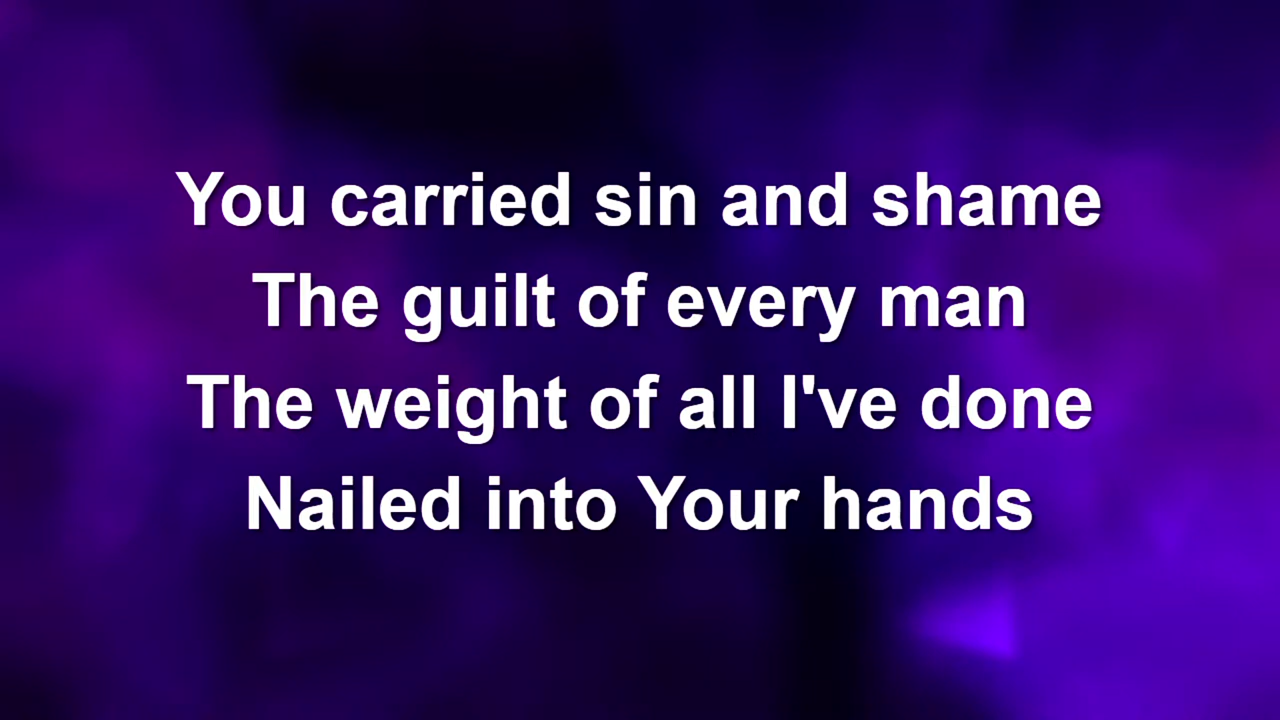 You carried sin and shame
The guilt of every man
The weight of all I've done
Nailed into Your hands